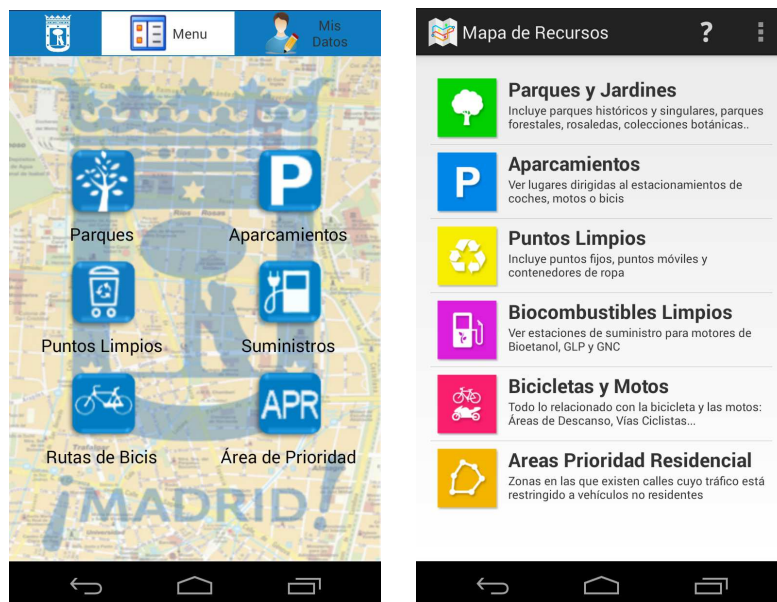 Menu
Mis
Datos
Parques
P
Aparcamientos
Puntos Limpios
Suministros
Rutas de Bicis
APR
Área de Prioridad
¡MADRID!
Mapa de Recursos
?
Parques y Jardines
Incluye parques históricos y singulares, parques
forestales, rosaledas, colecciones botánicas..
P
Aparcamientos
Ver lugares dirigidas al estacionamientos de
coches, motos o bicis
Puntos Limpios
Incluye puntos fijos, puntos móviles y
contenedores de ropa
Biocombustibles Limpios
Ver estaciones de suministro para motores de
Bioetanol, GLP y GNC
Bicicletas y Motos
Todo lo relacionado con la bicicleta y las motos:
Áreas de Descanso, Vías Ciclistas...
Areas Prioridad Residencial
Zonas en las que existen calles cuyo tráfico está
restringido a vehículos no residentes